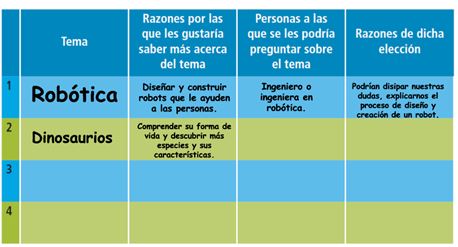 Tema
Razones por las
que les gustaría
saber más acerca
del tema
Personas a las
que se les podría
preguntar sobre
el tema
Razones de dicha
elección
1
Robótica
Diseñar y construir
robots que le ayuden
a las personas.
Ingeniero o
ingeniera en
robótica.
Podrían disipar nuestras
dudas, explicarnos el
proceso de diseño y
creación de un robot.
2
Dinosaurios
Comprender su forma de
vida y descubrir más
especies y sus
características.
3
4